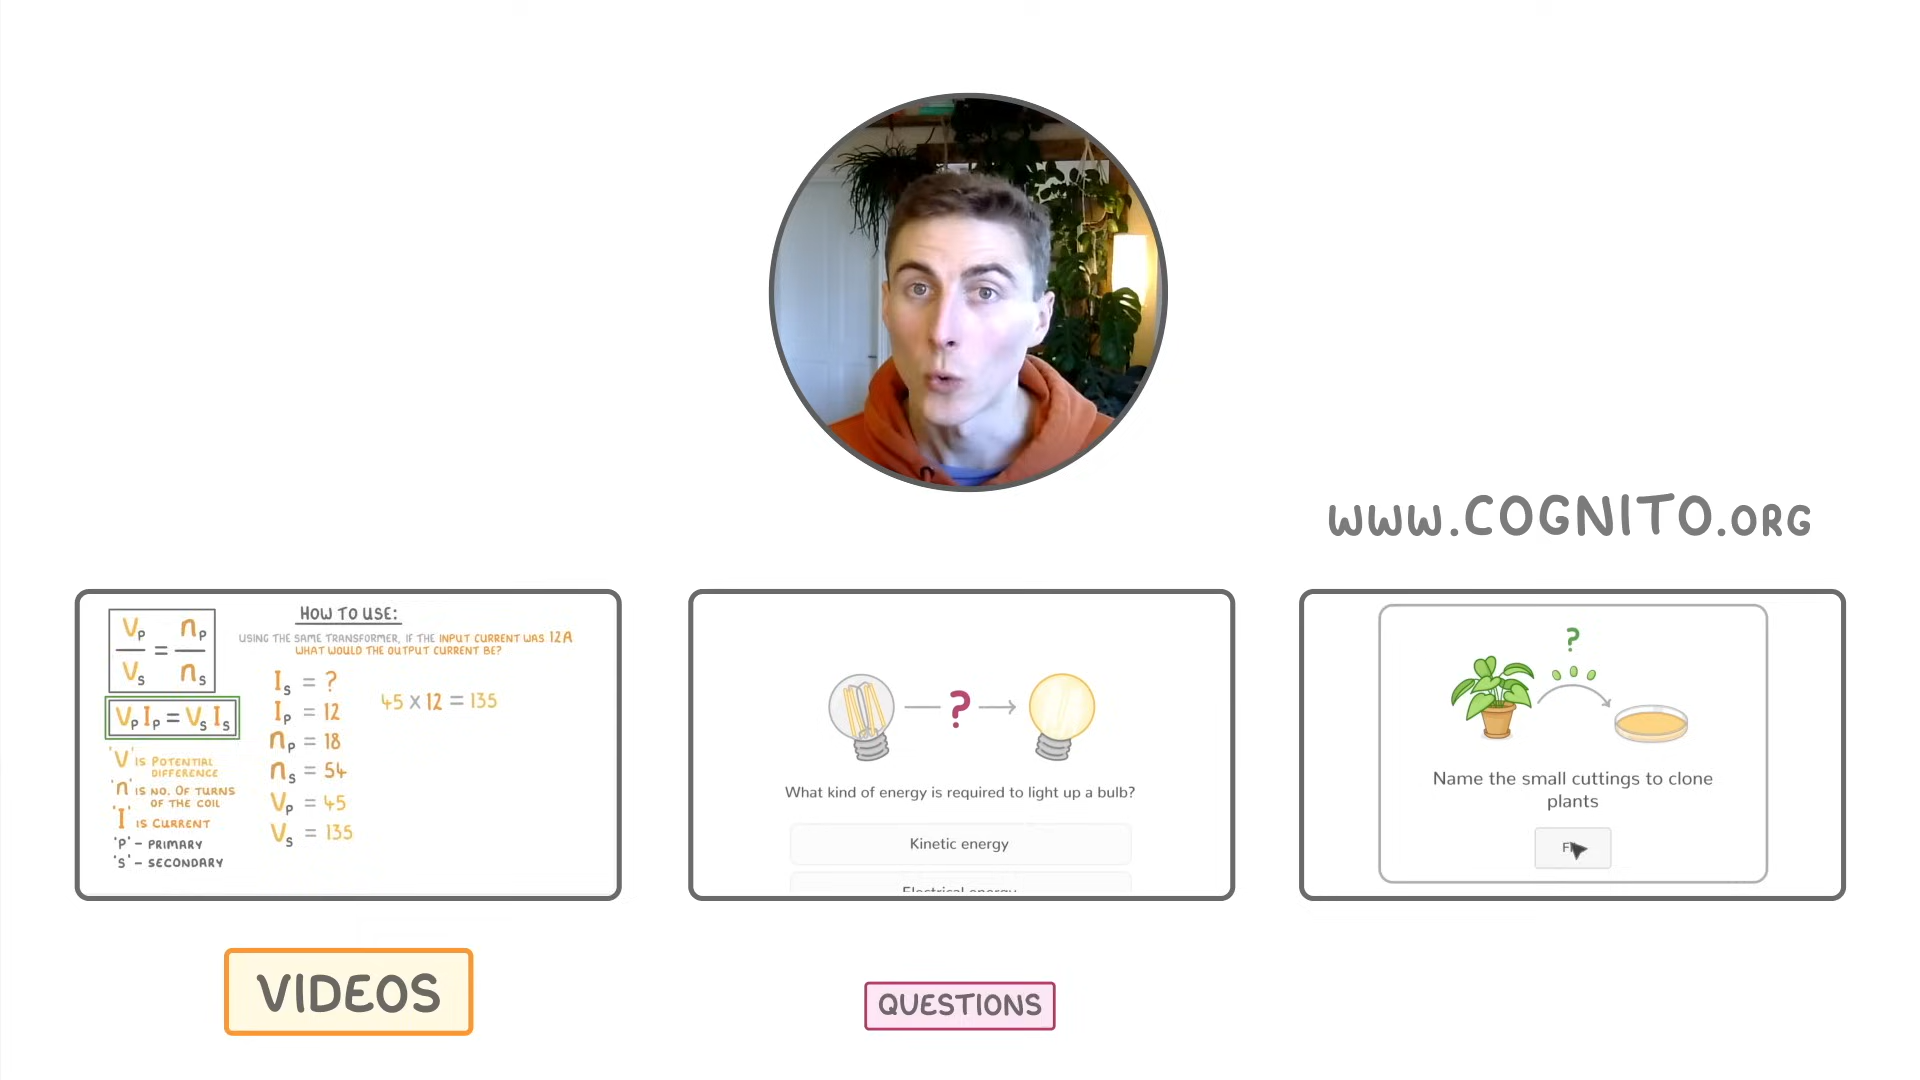 www.COGNITO.ORG
Vp/Vs = np/ns
VpIp = VsIs
'V' IS POTENTIAL
DIFFERENCE
'n' IS NO. OF TURNS
OF THE COIL
'I' IS CURRENT
'P' – PRIMARY
'S' – SECONDARY
HOW TO USE:
USING THE SAME TRANSFORMER, IF THE INPUT CURRENT WAS 12A
WHAT WOULD THE OUTPUT CURRENT BE?
Is = ?
Ip = 12
np = 18
ns = 54
Vp = 45
Vs = 135
45 x 12 = 135
?
What kind of energy is required to light up a bulb?
Kinetic energy
Electrical energy
?
Name the small cuttings to clone
plants
VIDEOS
QUESTIONS